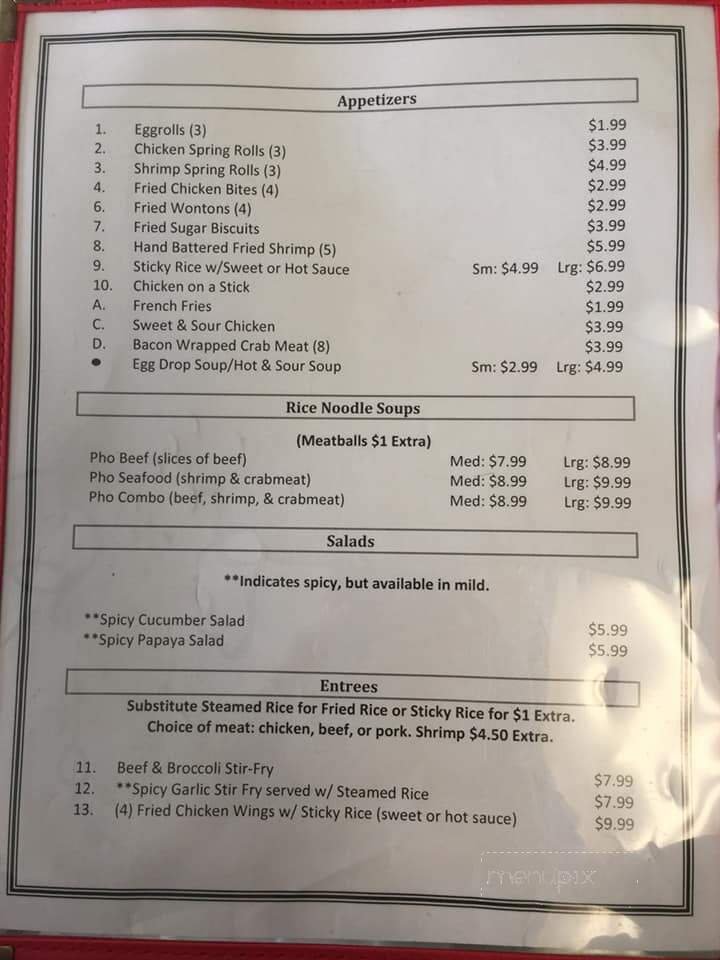 Appetizers
1. Eggrolls (3) $1.99
2. Chicken Spring Rolls (3) $3.99
3. Shrimp Spring Rolls (3) $4.99
4. Fried Chicken Bites (4) $2.99
6. Fried Wontons (4) $2.99
7. Fried Sugar Biscuits $3.99
8. Hand Battered Fried Shrimp (5) $5.99
9. Sticky Rice w/Sweet or Hot Sauce Sm: $4.99 Lrg: $6.99
10. Chicken on a Stick $2.99
A. French Fries $1.99
C. Sweet & Sour Chicken $3.99
D. Bacon Wrapped Crab Meat (8) $3.99
• Egg Drop Soup/Hot & Sour Soup Sm: $2.99 Lrg: $4.99
Rice Noodle Soups
(Meatballs $1 Extra)
Pho Beef (slices of beef) Med: $7.99 Lrg: $8.99
Pho Seafood (shrimp & crabmeat) Med: $8.99 Lrg: $9.99
Pho Combo (beef, shrimp, & crabmeat) Med: $8.99 Lrg: $9.99
Salads
**Indicates spicy, but available in mild.
**Spicy Cucumber Salad $5.99
**Spicy Papaya Salad $5.99
Entrees
Substitute Steamed Rice for Fried Rice or Sticky Rice for $1 Extra.
Choice of meat: chicken, beef, or pork. Shrimp $4.50 Extra.
11. Beef & Broccoli Stir-Fry $7.99
12. **Spicy Garlic Stir Fry served w/ Steamed Rice $7.99
13. (4) Fried Chicken Wings w/ Sticky Rice (sweet or hot sauce) $9.99
menupix